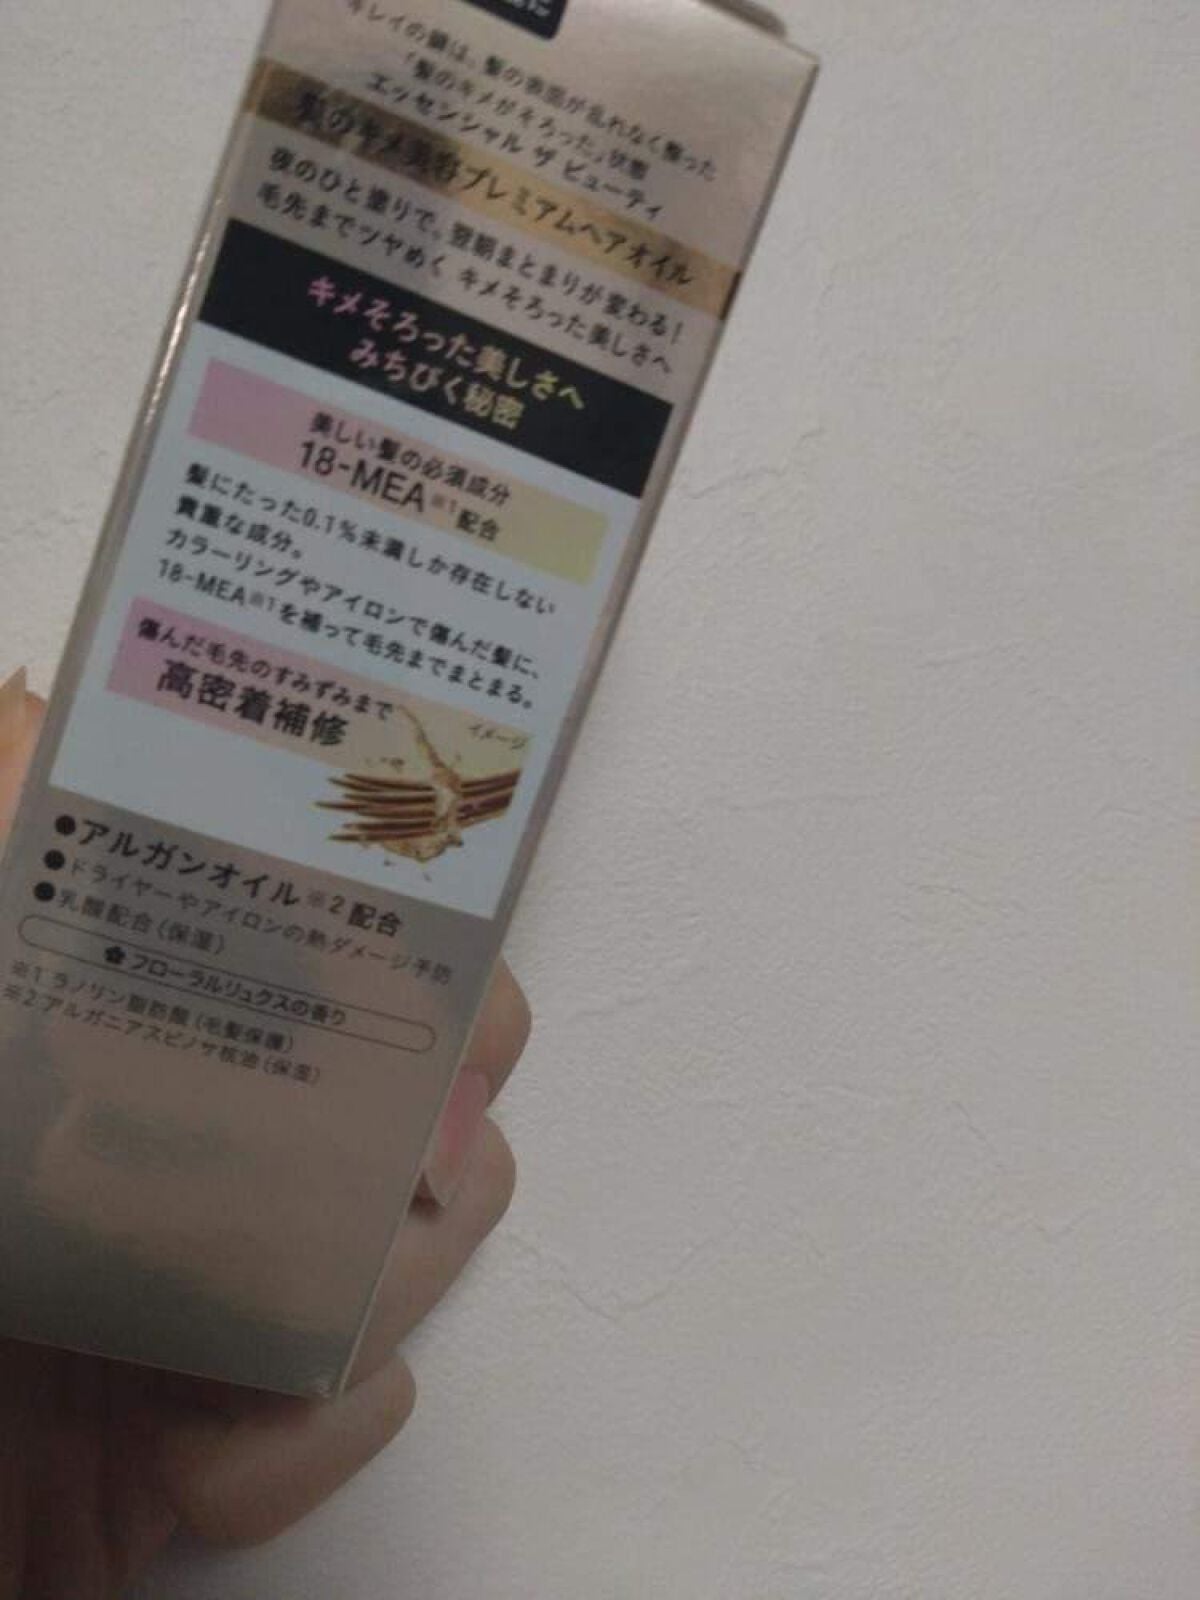 キレイの鍵は、髪の表面が乱れなく整った
「髪のキメがそろった」状態
エッセンシャル ザ ビューティ
髪のキメ美容プレミアムヘアオイル
夜のひと塗りで、翌朝まとまりが変わる!
毛先までツヤめく キメそろった美しさへ
キメそろった美しさへ
みちびく秘密
美しい髪の必須成分
18-MEA※1配合
髪にたった0.1%未満しか存在しない
貴重な成分。
カラーリングやアイロンで傷んだ髪に、
18-MEA※1を補って毛先までまとまる。
傷んだ毛先のすみずみまで
高密着補修
イメージ
●アルガンオイル※2配合
●ドライヤーやアイロンの熱ダメージ予防
●乳酸配合(保湿)
フローラルリュクスの香り
※1 ラノリン脂肪酸(毛髪保護)
※2 アルガニアスピノサ核油(保湿)